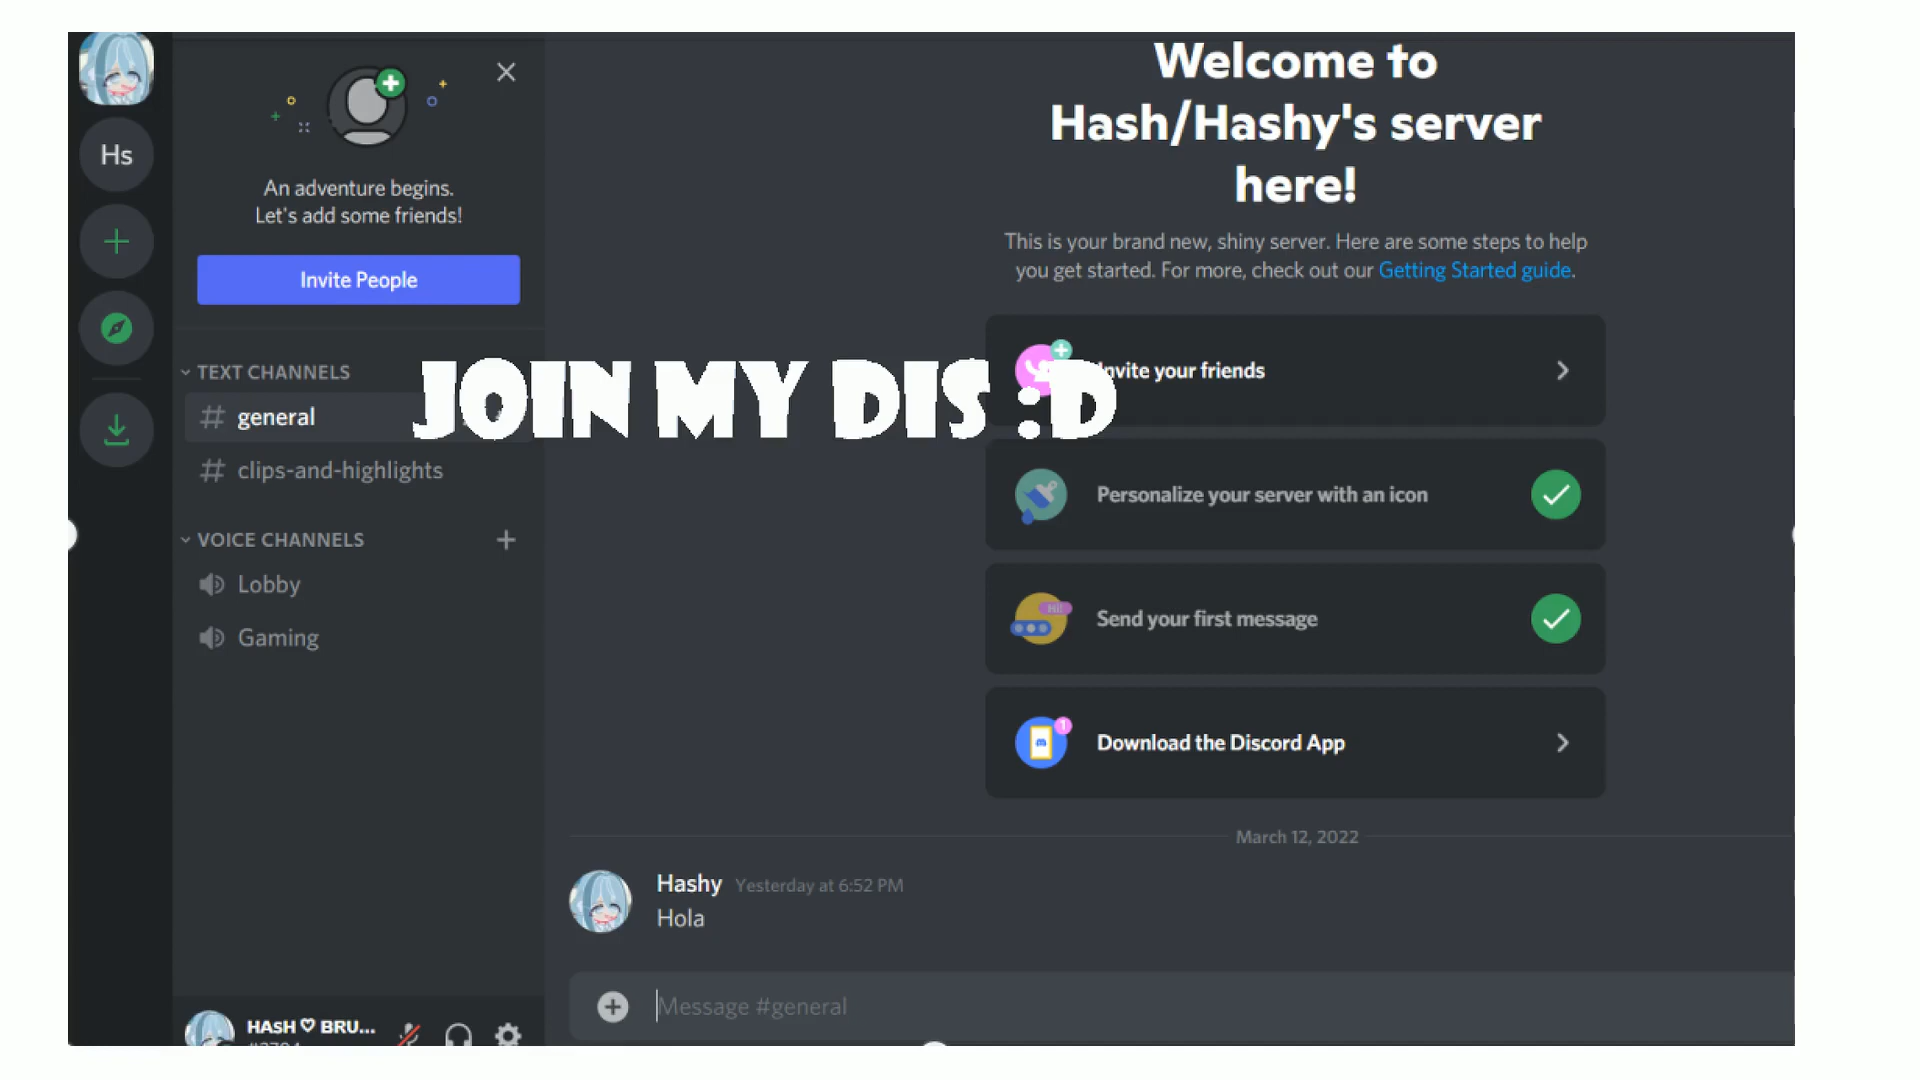 Hs
An adventure begins.
Let's add some friends!
Invite People
TEXT CHANNELS
general
clips-and-highlights
VOICE CHANNELS
Lobby
Gaming
HASH ♡ BRU...
Welcome to
Hash/Hashy's server
here!
This is your brand new, shiny server. Here are some steps to help
you get started. For more, check out our Getting Started guide.
JOIN MY DIS :D
Invite your friends
Personalize your server with an icon
Hi!
Send your first message
1
Download the Discord App
March 12, 2022
Hashy Yesterday at 6:52 PM
Hola
Message #general